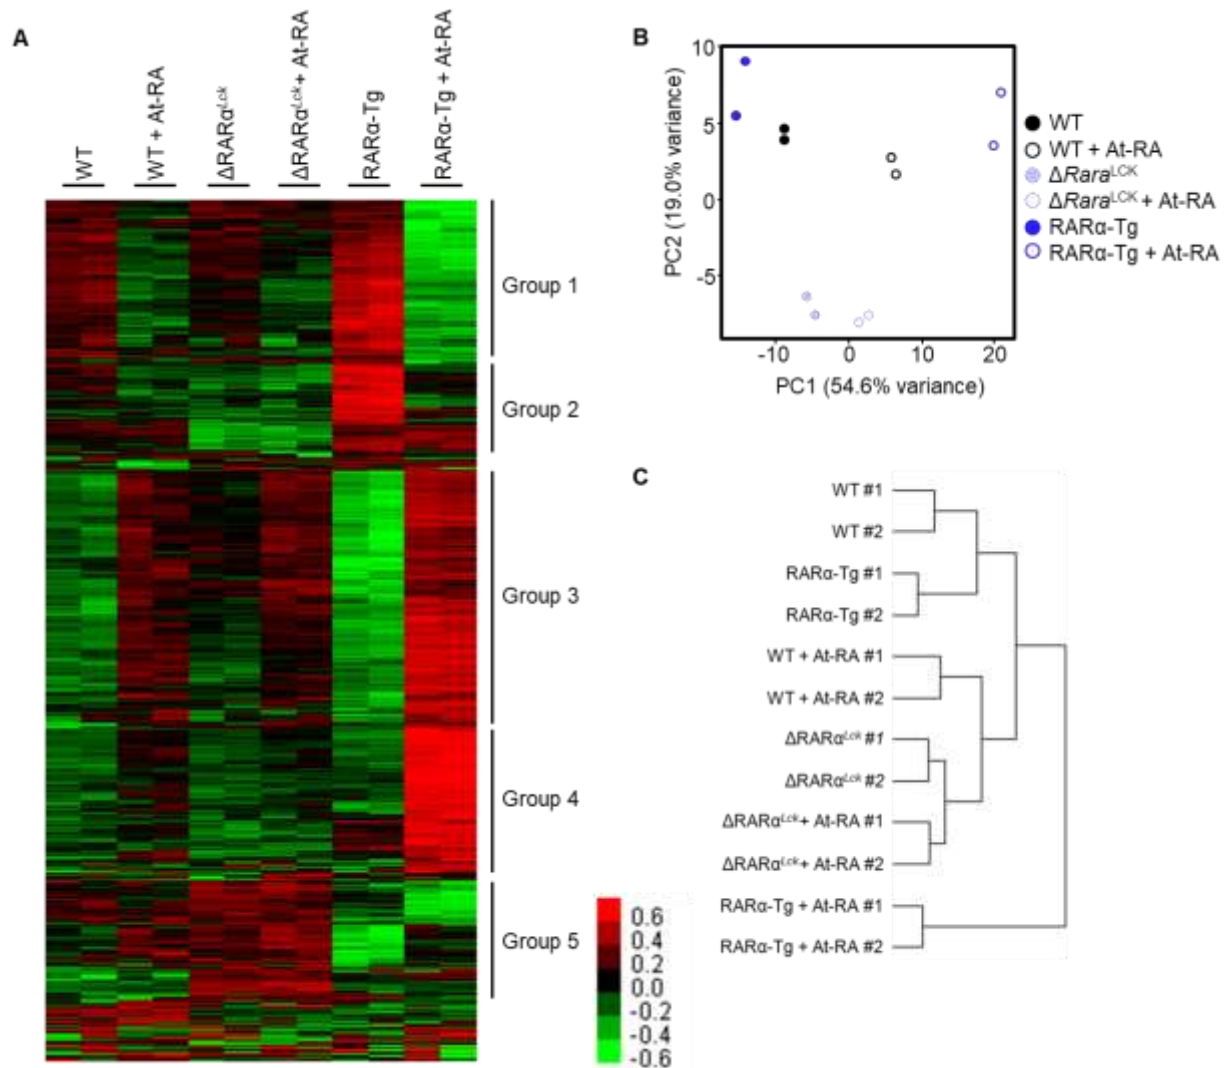 A
WT
WT + At-RA
ΔRARα^Lck
ΔRARα^Lck + At-RA
RARα-Tg
RARα-Tg + At-RA
Group 1
Group 2
Group 3
Group 4
Group 5
0.6
0.4
0.2
0.0
-0.2
-0.4
-0.6
B
PC2 (19.0% variance)
10
5
0
-5
-10
0
10
20
PC1 (54.6% variance)
WT
WT + At-RA
ΔRara^LCK
ΔRara^LCK + At-RA
RARα-Tg
RARα-Tg + At-RA
C
WT #1
WT #2
RARα-Tg #1
RARα-Tg #2
WT + At-RA #1
WT + At-RA #2
ΔRARα^Lck #1
ΔRARα^Lck #2
ΔRARα^Lck + At-RA #1
ΔRARα^Lck + At-RA #2
RARα-Tg + At-RA #1
RARα-Tg + At-RA #2